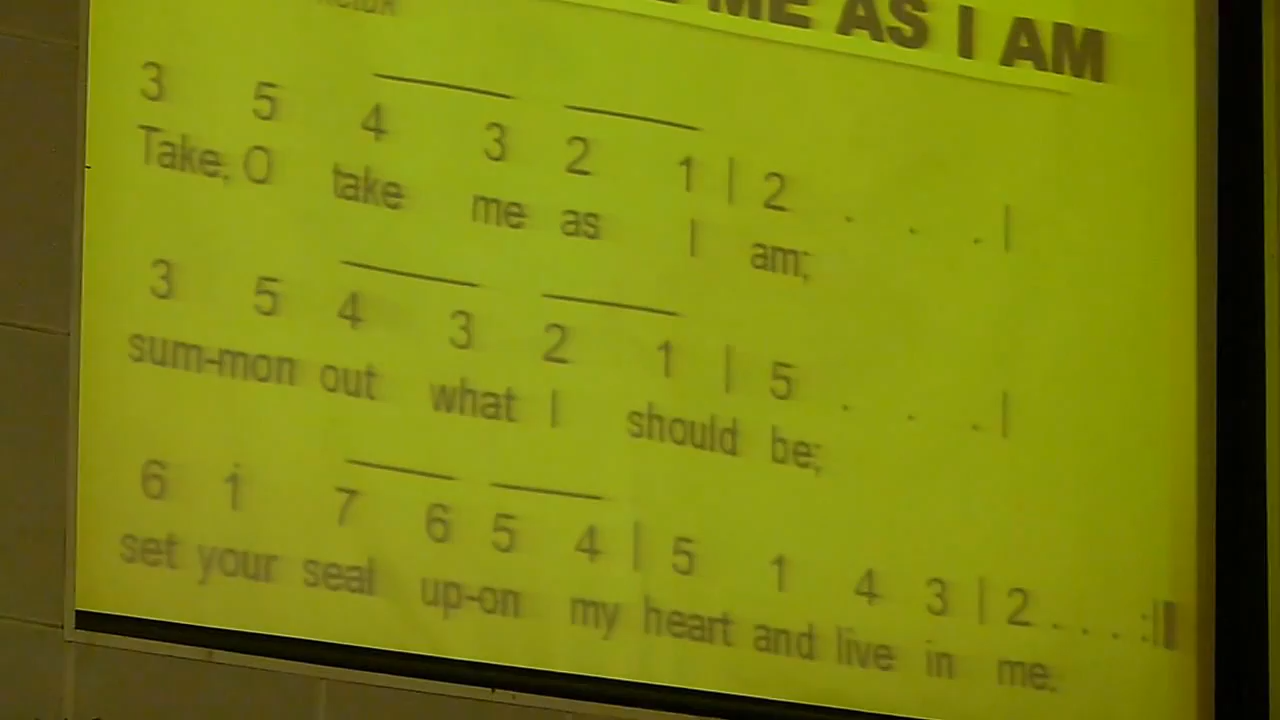 ME AS I AM
3 5 4 3 2 1 | 2 . . . |
Take, O take me as I am;
3 5 4 3 2 1 | 5 . . . |
sum-mon out what I should be;
6 i 7 6 5 4 | 5 1 4 3 | 2 . . . :||
set your seal up-on my heart and live in me.